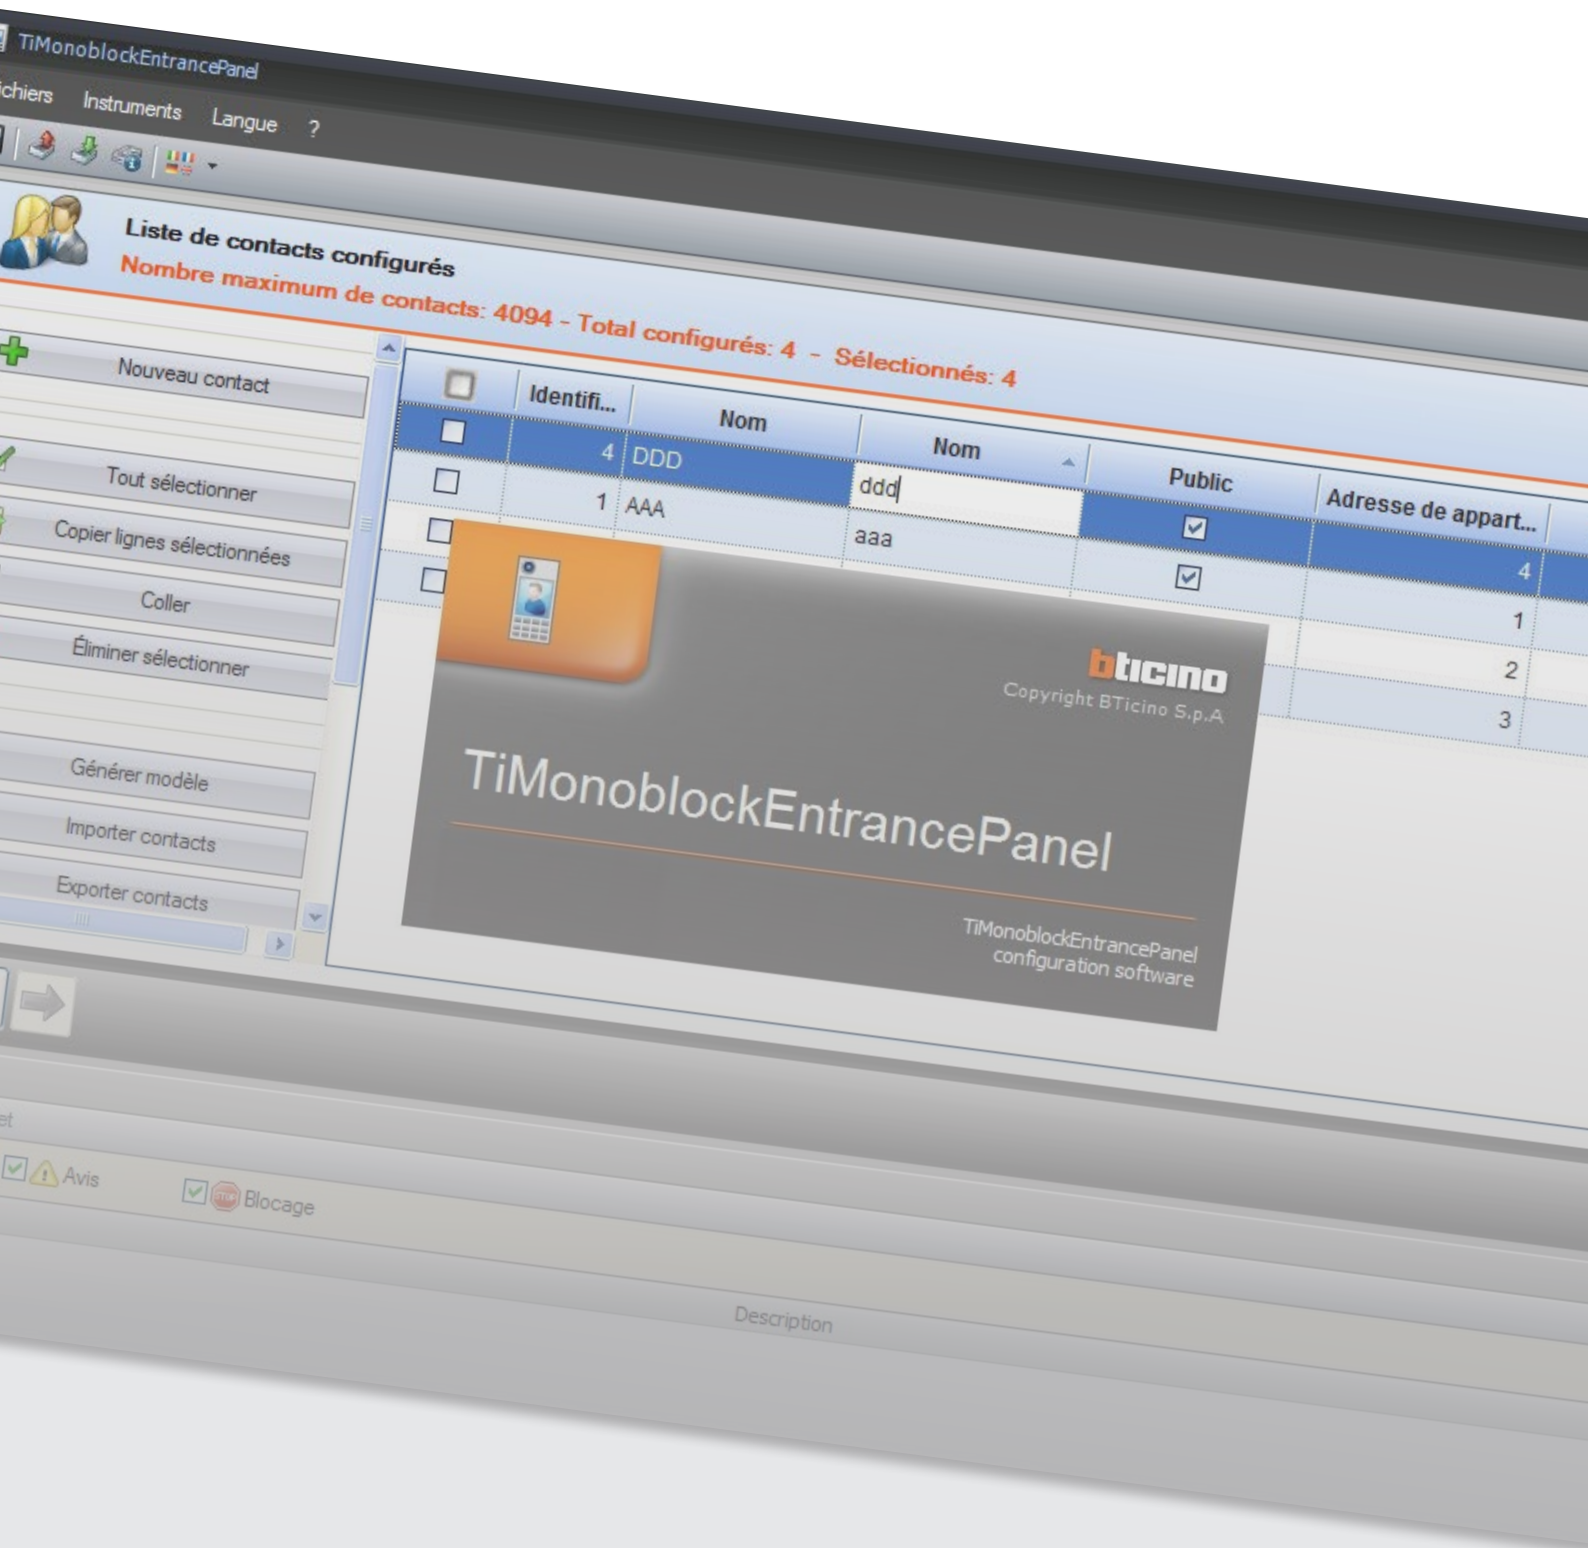 TiMonoblockEntrancePanel
ichiers Instruments Langue ?
Liste de contacts configurés
Nombre maximum de contacts: 4094 - Total configurés: 4 - Sélectionnés: 4
Nouveau contact
Tout sélectionner
Copier lignes sélectionnées
Coller
Éliminer sélectionner
Générer modèle
Importer contacts
Exporter contacts
Identifi... Nom Nom Public Adresse de appart...
4 DDD ddd 4
1 AAA aaa 1
2
3
bticino
Copyright BTicino S.p.A
TiMonoblockEntrancePanel
TiMonoblockEntrancePanel
configuration software
et
Avis STOP Blocage
Description